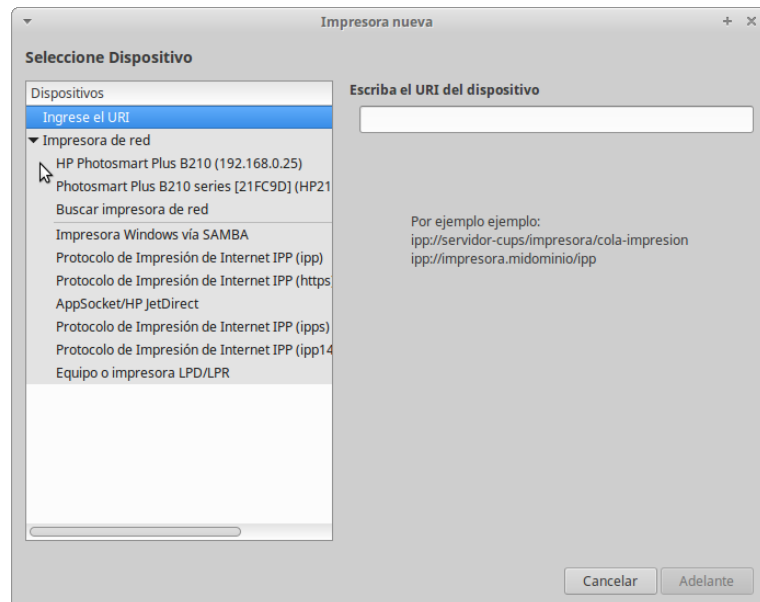 Impresora nueva
Seleccione Dispositivo
Dispositivos
Ingrese el URI
Impresora de red
HP Photosmart Plus B210 (192.168.0.25)
Photosmart Plus B210 series [21FC9D] (HP21
Buscar impresora de red
Impresora Windows vía SAMBA
Protocolo de Impresión de Internet IPP (ipp)
Protocolo de Impresión de Internet IPP (https
AppSocket/HP JetDirect
Protocolo de Impresión de Internet IPP (ipps)
Protocolo de Impresión de Internet IPP (ipp14
Equipo o impresora LPD/LPR
Escriba el URI del dispositivo
Por ejemplo ejemplo:
ipp://servidor-cups/impresora/cola-impresion
ipp://impresora.midominio/ipp
Cancelar
Adelante